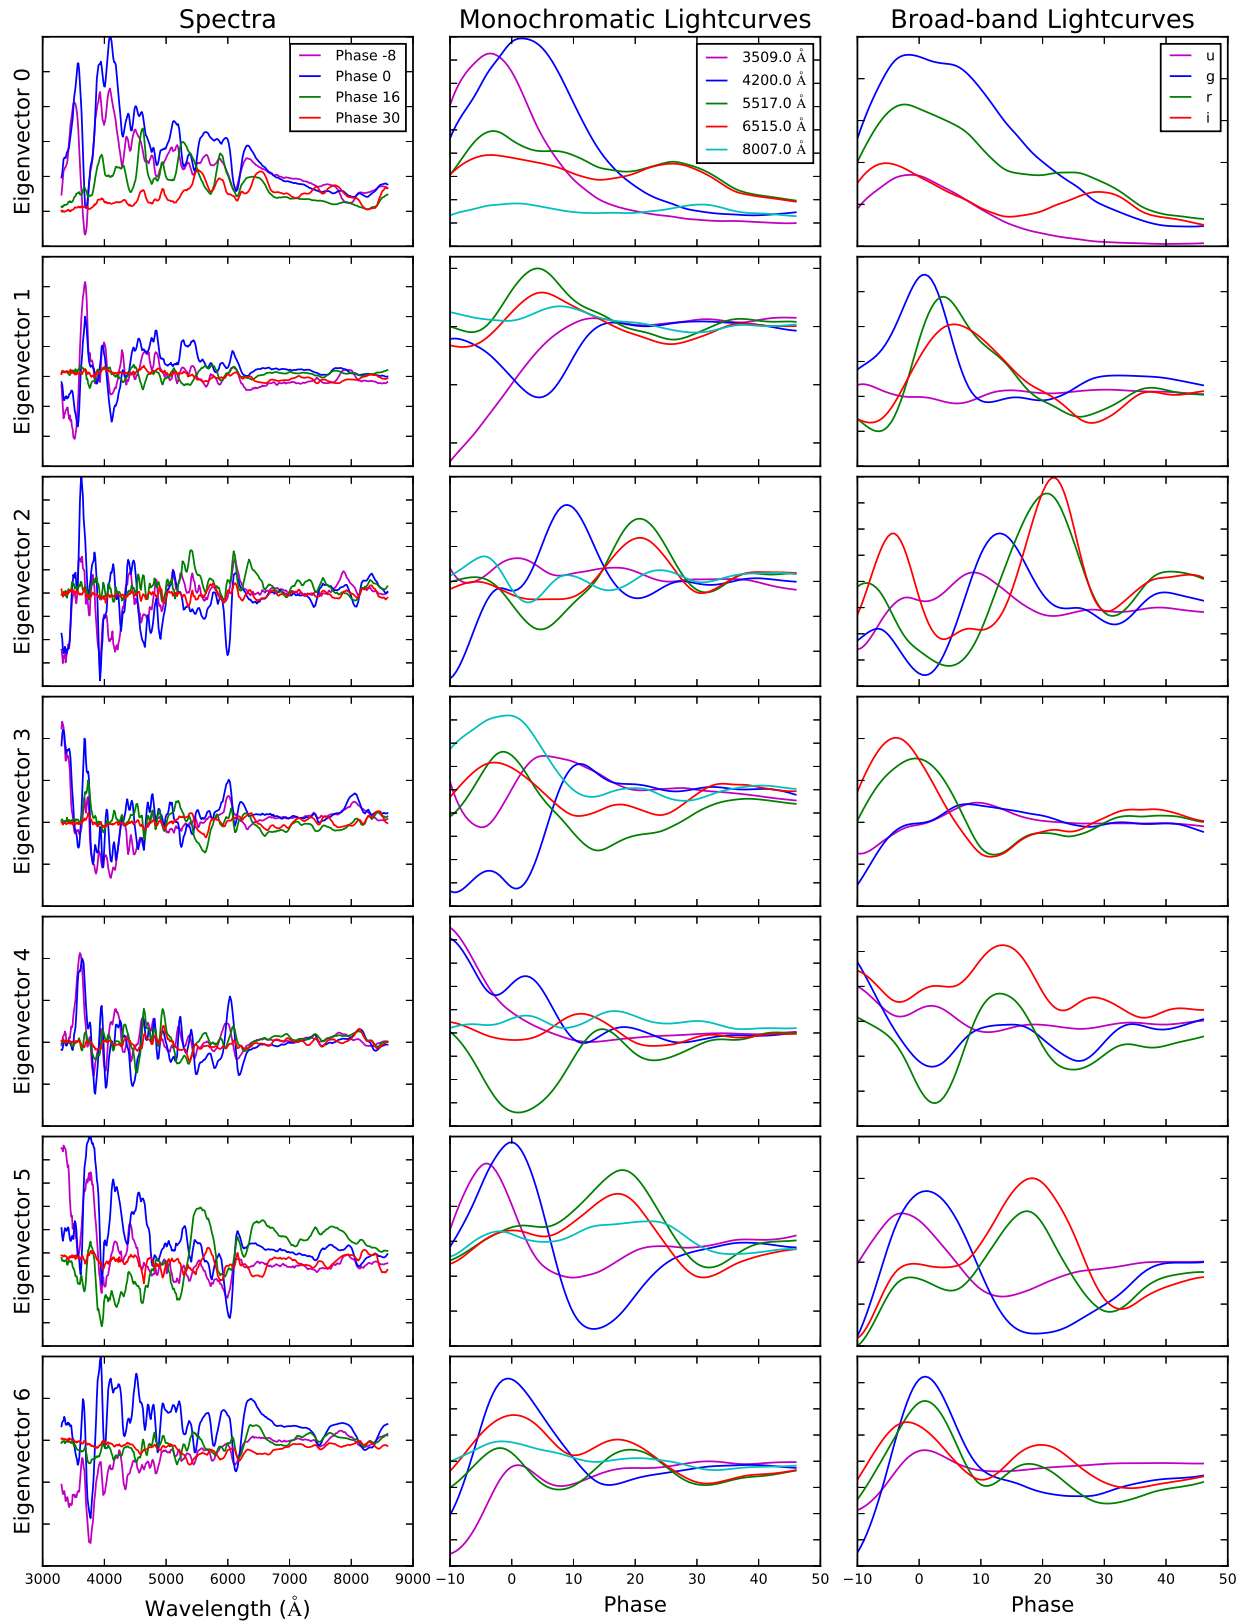 Spectra
Monochromatic Lightcurves
Broad-band Lightcurves
Eigenvector 0
Phase -8
Phase 0
Phase 16
Phase 30
3509.0 Å
4200.0 Å
5517.0 Å
6515.0 Å
8007.0 Å
u
g
r
i
Eigenvector 1
Eigenvector 2
Eigenvector 3
Eigenvector 4
Eigenvector 5
Eigenvector 6
3000 4000 5000 6000 7000 8000 9000
−10 0 10 20 30 40 50
−10 0 10 20 30 40 50
Wavelength (Å)
Phase
Phase